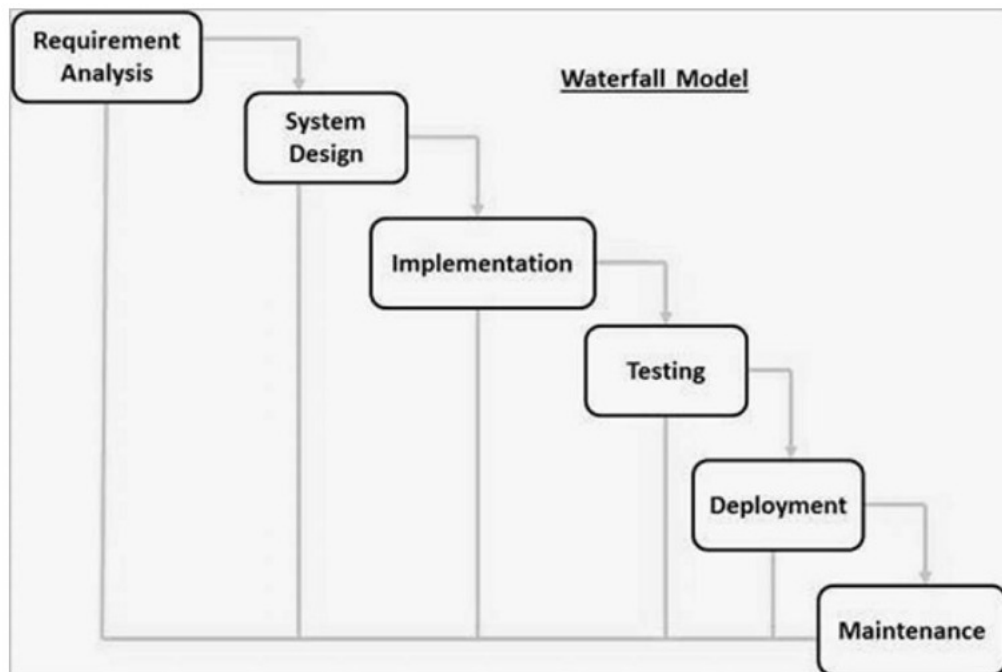 Requirement
Analysis
Waterfall Model
System
Design
Implementation
Testing
Deployment
Maintenance